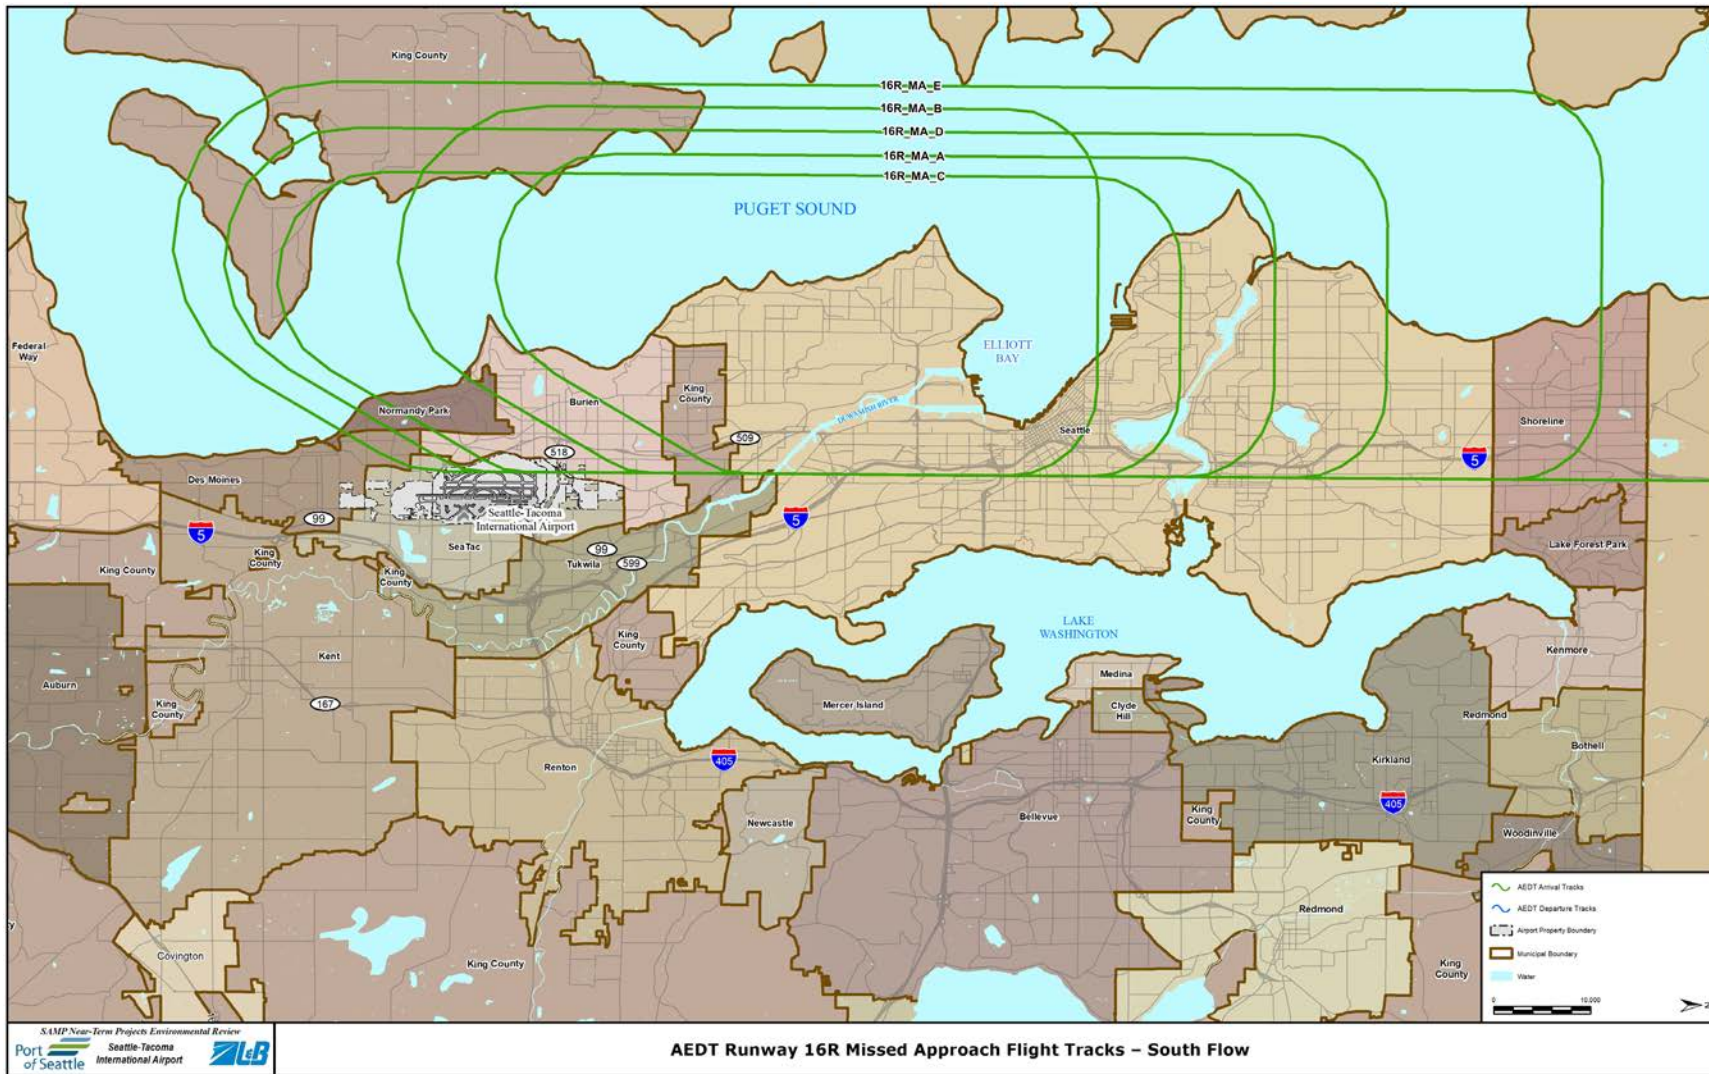 King County
16R_MA_E
16R_MA_B
16R_MA_D
16R_MA_A
16R_MA_C
PUGET SOUND
Federal
Way
Normandy Park
Burien
King
County
ELLIOTT
BAY
DUWAMISH RIVER
Seattle
Shoreline
509
518
5
Des Moines
Seattle-Tacoma
International Airport
99
5
5
SeaTac
King
County
King County
King
County
99
Tukwila
599
Lake Forest Park
LAKE
WASHINGTON
King
County
Kent
Kenmore
Auburn
Medina
King
County
167
Mercer Island
Clyde
Hill
Redmond
Bothell
Renton
405
Kirkland
405
King
County
Newcastle
Bellevue
Woodinville
Redmond
Covington
King County
King
County
AEDT Arrival Tracks
AEDT Departure Tracks
Airport Property Boundary
Municipal Boundary
Water
0 10,000
SAMP Near-Term Projects Environmental Review
Port
of Seattle
Seattle-Tacoma
International Airport
L&B
AEDT Runway 16R Missed Approach Flight Tracks – South Flow